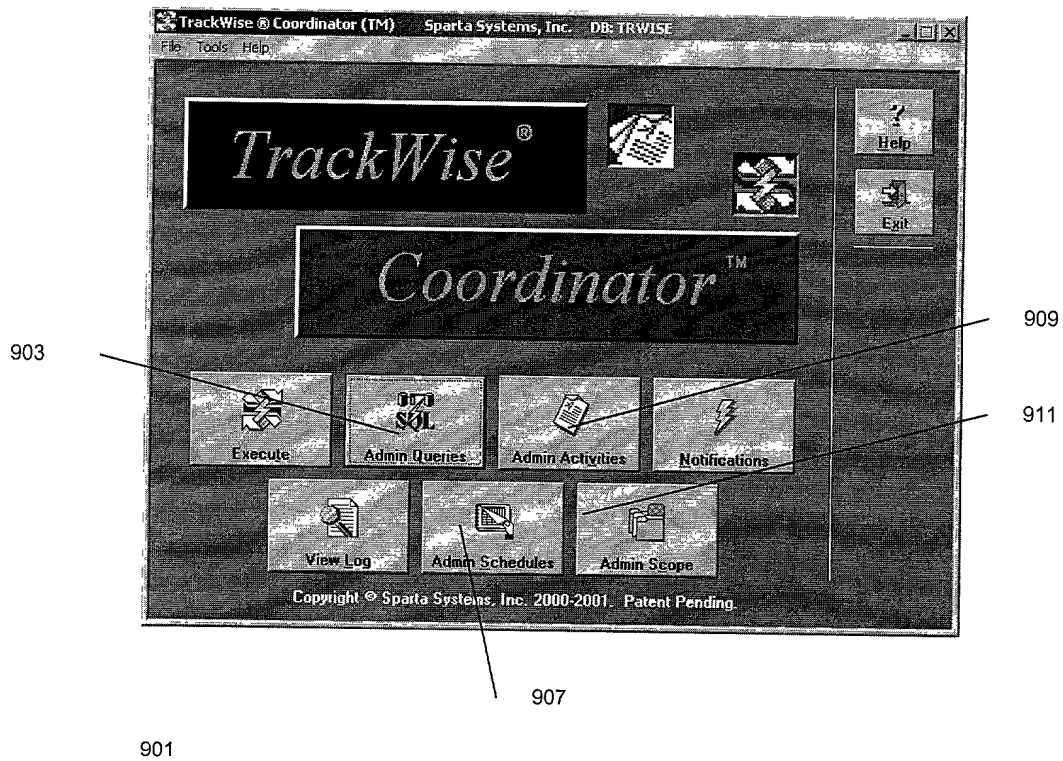 TrackWise ® Coordinator (TM) Sparta Systems, Inc. DB: TRWISE
File Tools Help
TrackWise®
? Help
Exit
Coordinator™
909
903
911
SQL
Execute Admin Queries Admin Activities Notifications
View Log Admin Schedules Admin Scope
Copyright © Sparta Systems, Inc. 2000-2001. Patent Pending.
907
901